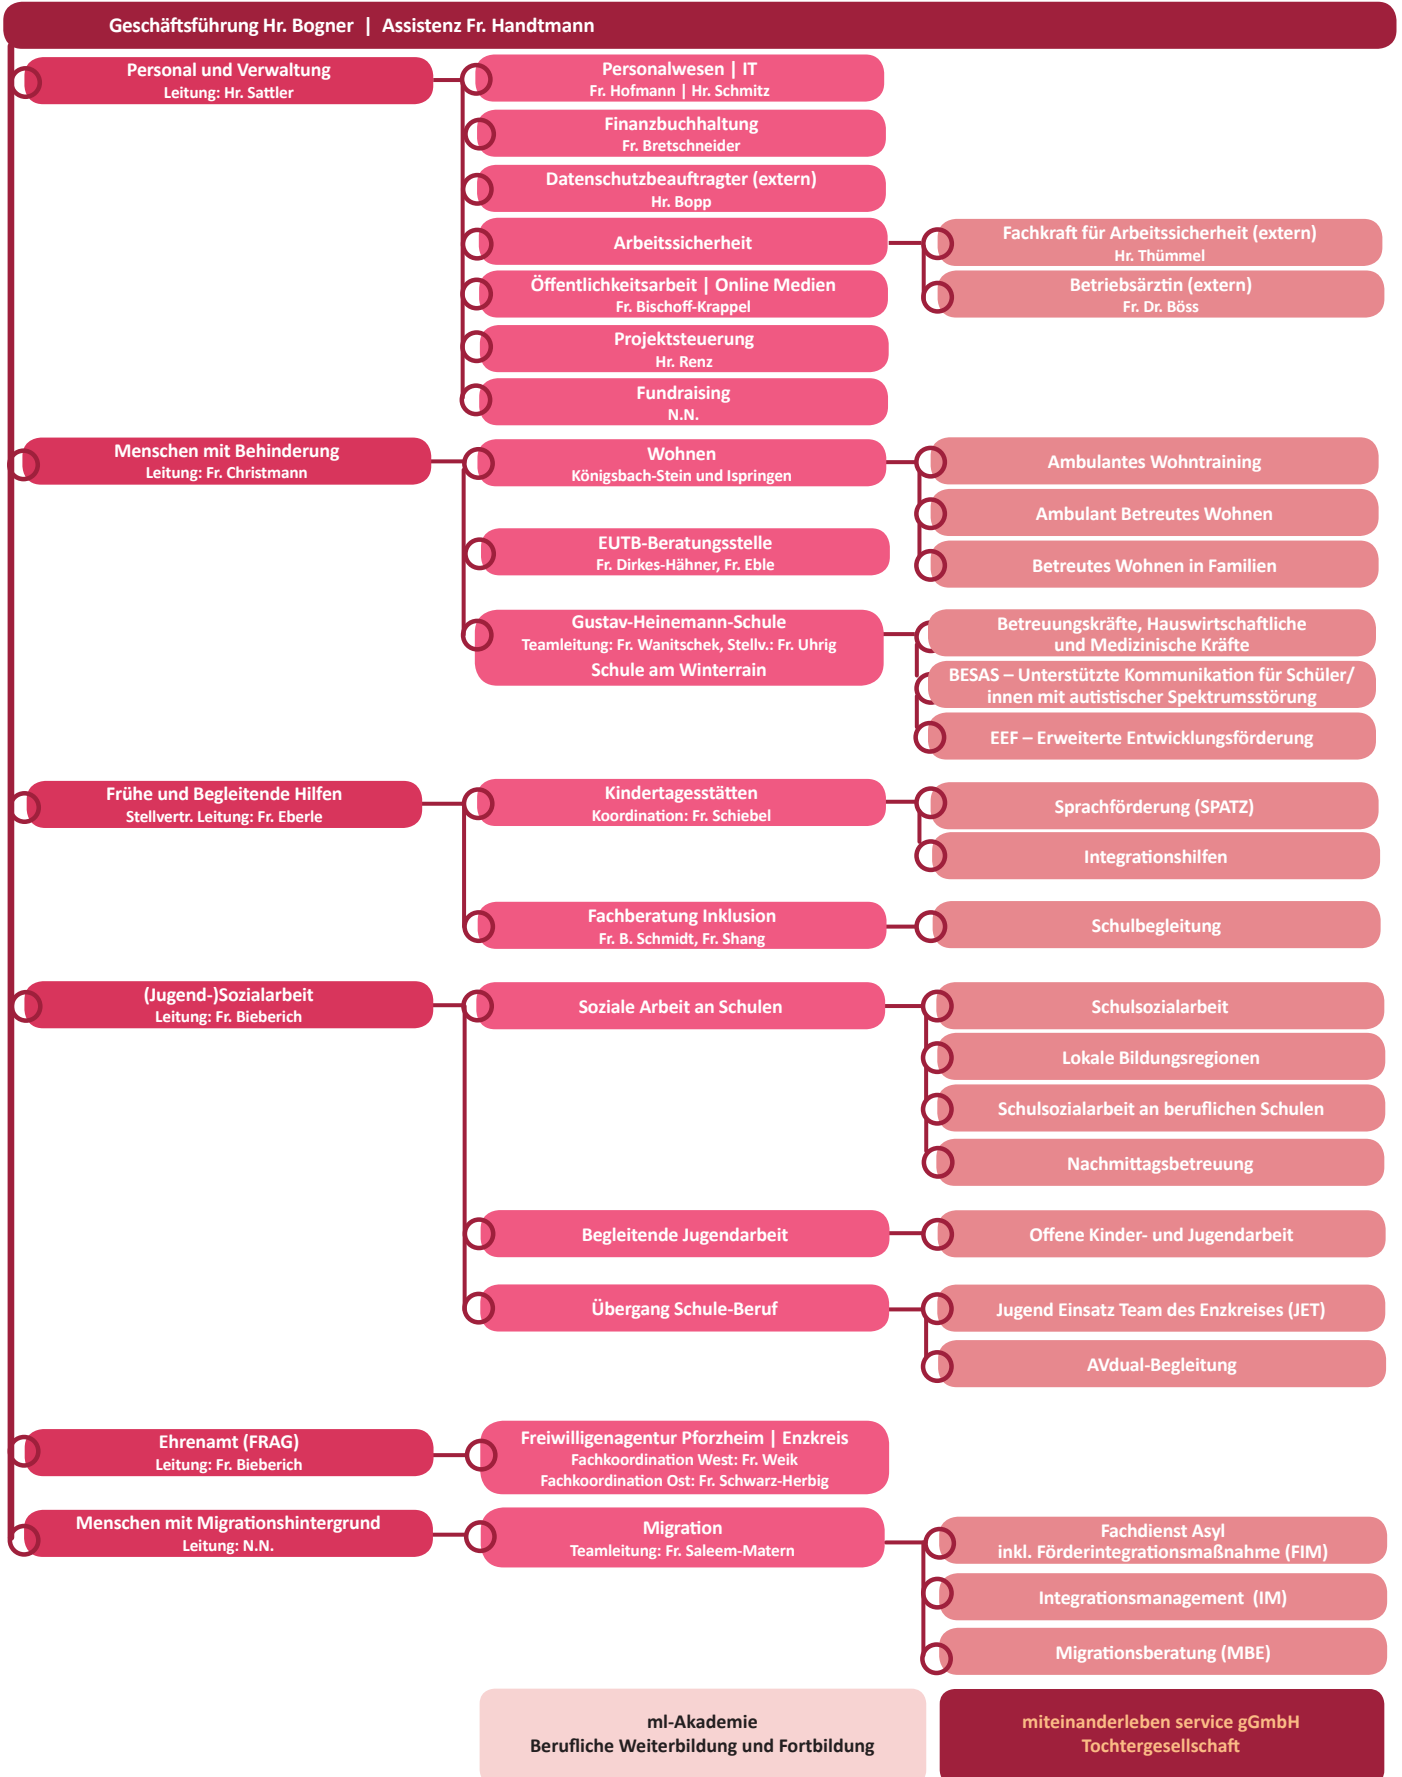 Geschäftsführung Hr. Bogner | Assistenz Fr. Handtmann
Personal und Verwaltung
Leitung: Hr. Sattler
Personalwesen | IT
Fr. Hofmann | Hr. Schmitz
Finanzbuchhaltung
Fr. Bretschneider
Datenschutzbeauftragter (extern)
Hr. Bopp
Arbeitssicherheit
Fachkraft für Arbeitssicherheit (extern)
Hr. Thümmel
Betriebsärztin (extern)
Fr. Dr. Böss
Öffentlichkeitsarbeit | Online Medien
Fr. Bischoff-Krappel
Projektsteuerung
Hr. Renz
Fundraising
N.N.
Menschen mit Behinderung
Leitung: Fr. Christmann
Wohnen
Königsbach-Stein und Ispringen
Ambulantes Wohntraining
Ambulant Betreutes Wohnen
Betreutes Wohnen in Familien
EUTB-Beratungsstelle
Fr. Dirkes-Hähner, Fr. Eble
Gustav-Heinemann-Schule
Teamleitung: Fr. Wanitschek, Stellv.: Fr. Uhrig
Schule am Winterrain
Betreuungskräfte, Hauswirtschaftliche
und Medizinische Kräfte
BESAS – Unterstützte Kommunikation für Schüler/
innen mit autistischer Spektrumsstörung
EEF – Erweiterte Entwicklungsförderung
Frühe und Begleitende Hilfen
Stellvertr. Leitung: Fr. Eberle
Kindertagesstätten
Koordination: Fr. Schiebel
Sprachförderung (SPATZ)
Integrationshilfen
Fachberatung Inklusion
Fr. B. Schmidt, Fr. Shang
Schulbegleitung
(Jugend-)Sozialarbeit
Leitung: Fr. Bieberich
Soziale Arbeit an Schulen
Schulsozialarbeit
Lokale Bildungsregionen
Schulsozialarbeit an beruflichen Schulen
Nachmittagsbetreuung
Begleitende Jugendarbeit
Offene Kinder- und Jugendarbeit
Übergang Schule-Beruf
Jugend Einsatz Team des Enzkreises (JET)
AVdual-Begleitung
Ehrenamt (FRAG)
Leitung: Fr. Bieberich
Freiwilligenagentur Pforzheim | Enzkreis
Fachkoordination West: Fr. Weik
Fachkoordination Ost: Fr. Schwarz-Herbig
Menschen mit Migrationshintergrund
Leitung: N.N.
Migration
Teamleitung: Fr. Saleem-Matern
Fachdienst Asyl
inkl. Förderintegrationsmaßnahme (FIM)
Integrationsmanagement (IM)
Migrationsberatung (MBE)
ml-Akademie
Berufliche Weiterbildung und Fortbildung
miteinanderleben service gGmbH
Tochtergesellschaft